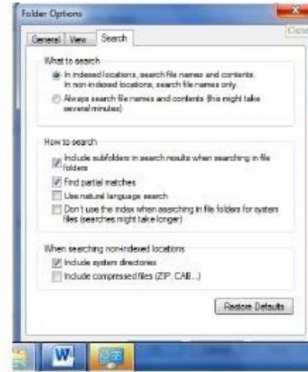 Folder Options
Close
General View Search
What to search
In indexed locations, search file names and contents.
In non-indexed locations, search file names only.
Always search file names and contents (this might take
several minutes)
How to search
Include subfolders in search results when searching in file
folders
Find partial matches
Use natural language search
Don't use the index when searching in file folders for system
files (searches might take longer)
When searching non-indexed locations
Include system directories
Include compressed files (ZIP, CAB...)
Restore Defaults
W